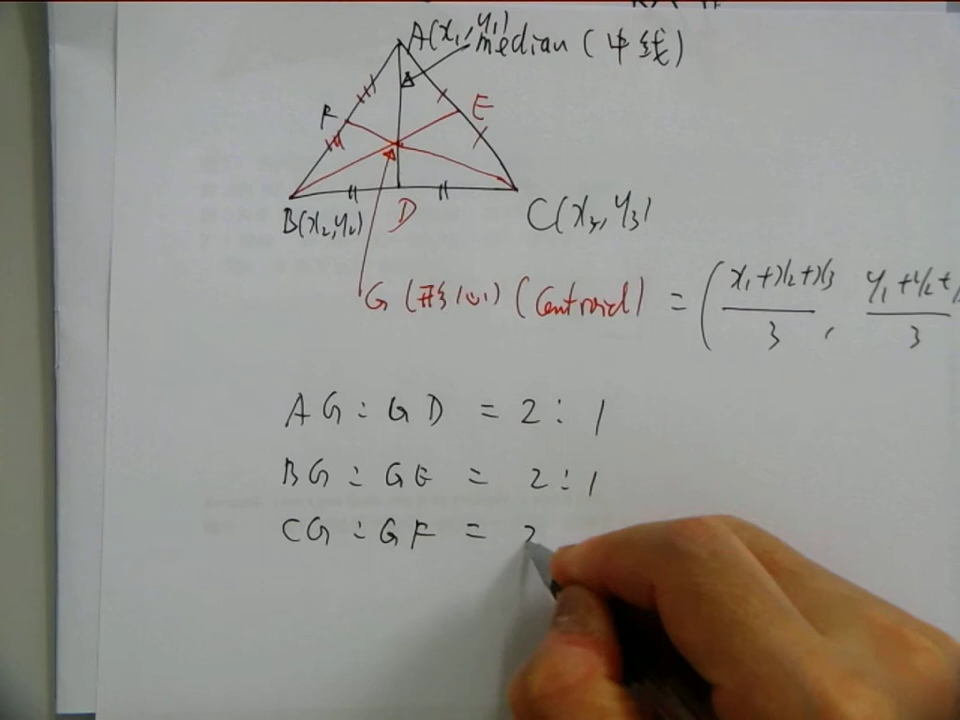 A(x₁, y₁)
median (中线)
F
E
B(x₂, y₂)
D
C(x₃, y₃)
G (形心) (Centroid) = ( x₁+x₂+x₃ / 3 , y₁+y₂+ / 3
AG : GD = 2 : 1
BG : GE = 2 : 1
CG : GF = 2